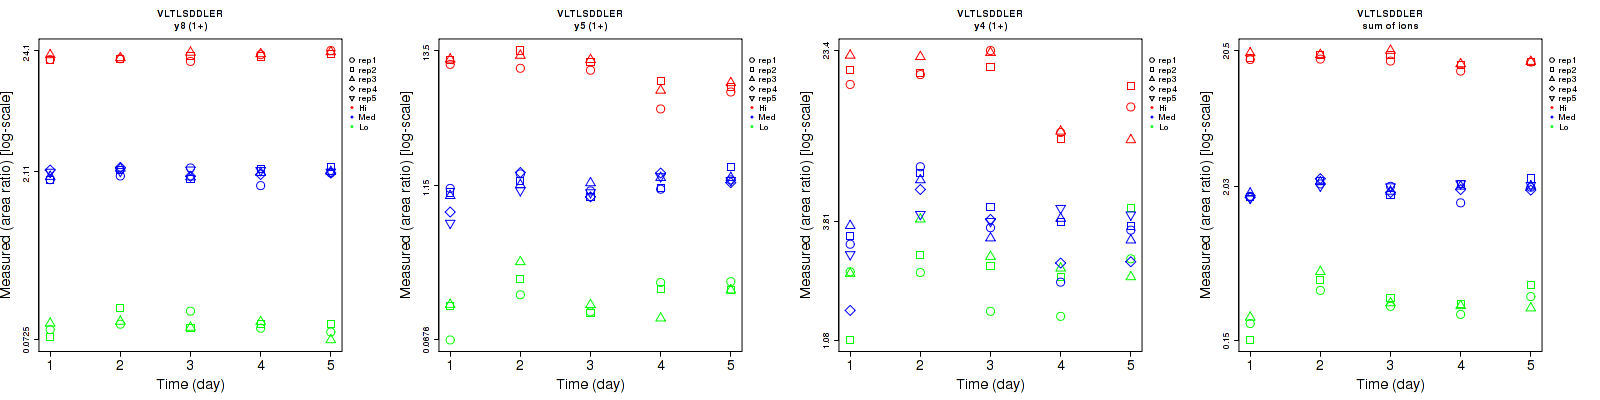 VLTLSDDLER
y8 (1+)
24.1
2.11
0.0725
Measured (area ratio) [log-scale]
1 2 3 4 5
Time (day)
rep1
rep2
rep3
rep4
rep5
Hi
Med
Lo
VLTLSDDLER
y5 (1+)
13.5
1.15
0.0676
Measured (area ratio) [log-scale]
1 2 3 4 5
Time (day)
rep1
rep2
rep3
rep4
rep5
Hi
Med
Lo
VLTLSDDLER
y4 (1+)
23.4
3.81
1.08
Measured (area ratio) [log-scale]
1 2 3 4 5
Time (day)
rep1
rep2
rep3
rep4
rep5
Hi
Med
Lo
VLTLSDDLER
sum of ions
20.5
2.03
0.15
Measured (area ratio) [log-scale]
1 2 3 4 5
Time (day)
rep1
rep2
rep3
rep4
rep5
Hi
Med
Lo